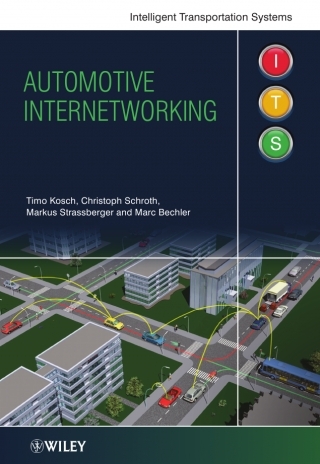 Intelligent Transportation Systems
I
T
S
AUTOMOTIVE
INTERNETWORKING
Timo Kosch, Christoph Schroth,
Markus Strassberger and Marc Bechler
WILEY